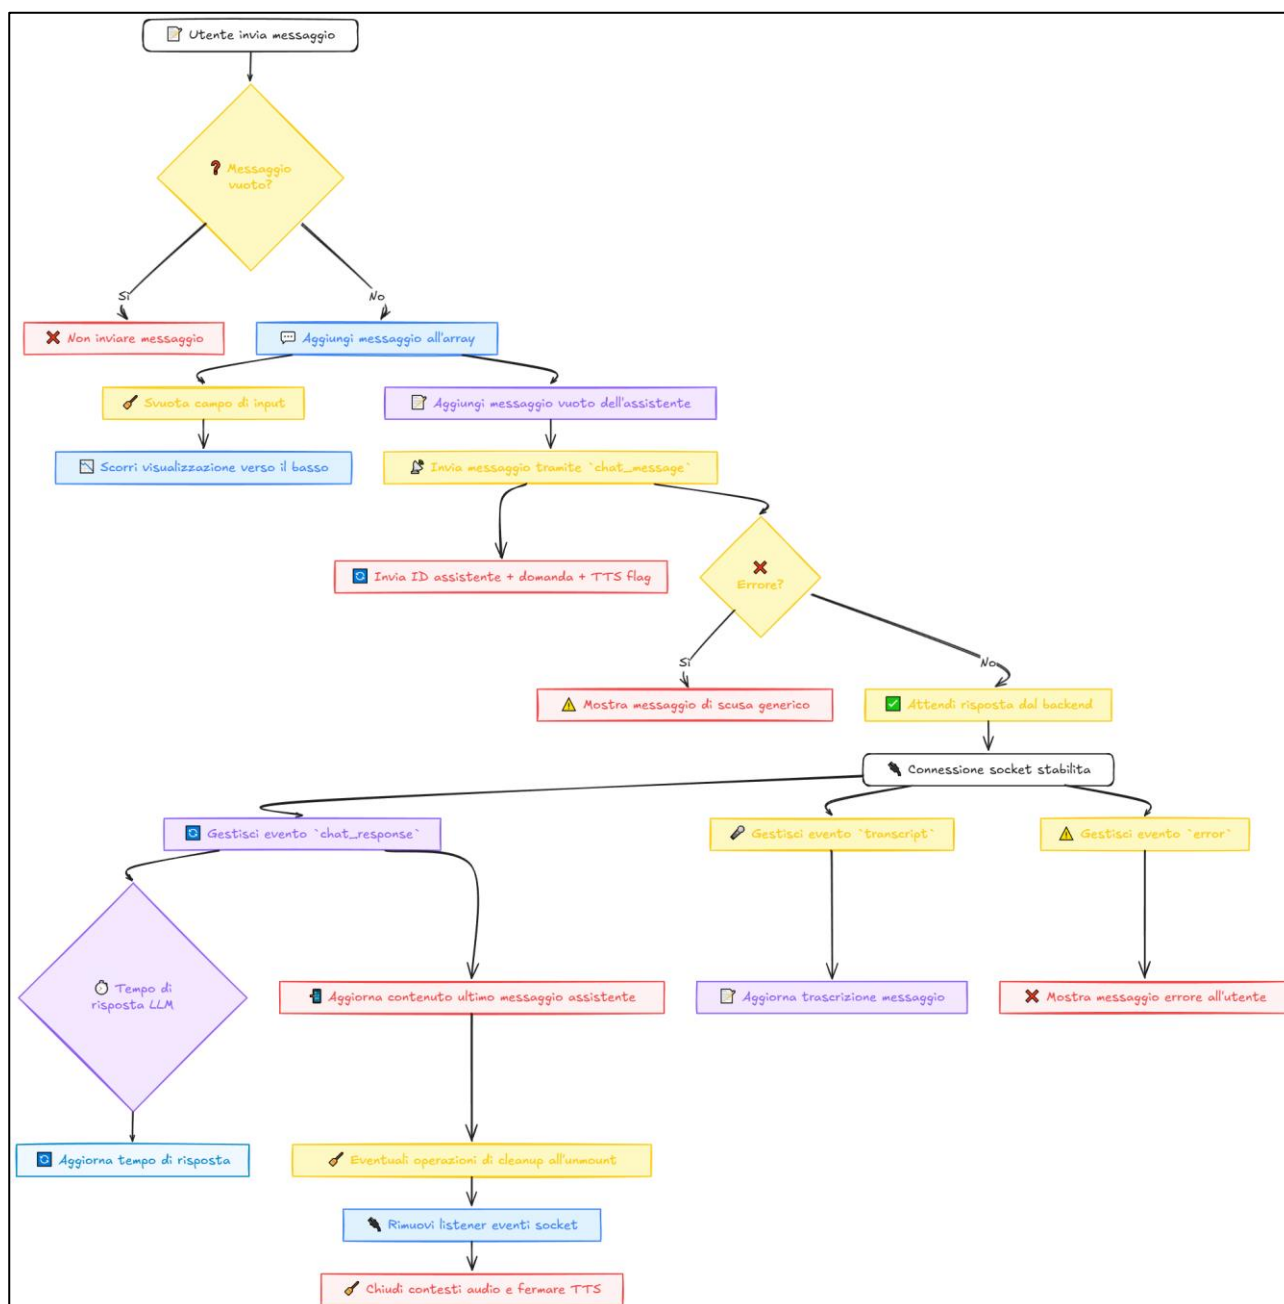 Utente invia messaggio
Messaggio
vuoto?
Sì
No
Non inviare messaggio
Aggiungi messaggio all'array
Svuota campo di input
Aggiungi messaggio vuoto dell'assistente
Scorri visualizzazione verso il basso
Invia messaggio tramite `chat_message`
Invia ID assistente + domanda + TTS flag
Errore?
Sì
No
Mostra messaggio di scusa generico
Attendi risposta dal backend
Connessione socket stabilita
Gestisci evento `chat_response`
Gestisci evento `transcript`
Gestisci evento `error`
Tempo di
risposta LLM
Aggiorna contenuto ultimo messaggio assistente
Aggiorna trascrizione messaggio
Mostra messaggio errore all'utente
Aggiorna tempo di risposta
Eventuali operazioni di cleanup all'unmount
Rimuovi listener eventi socket
Chiudi contesti audio e fermare TTS